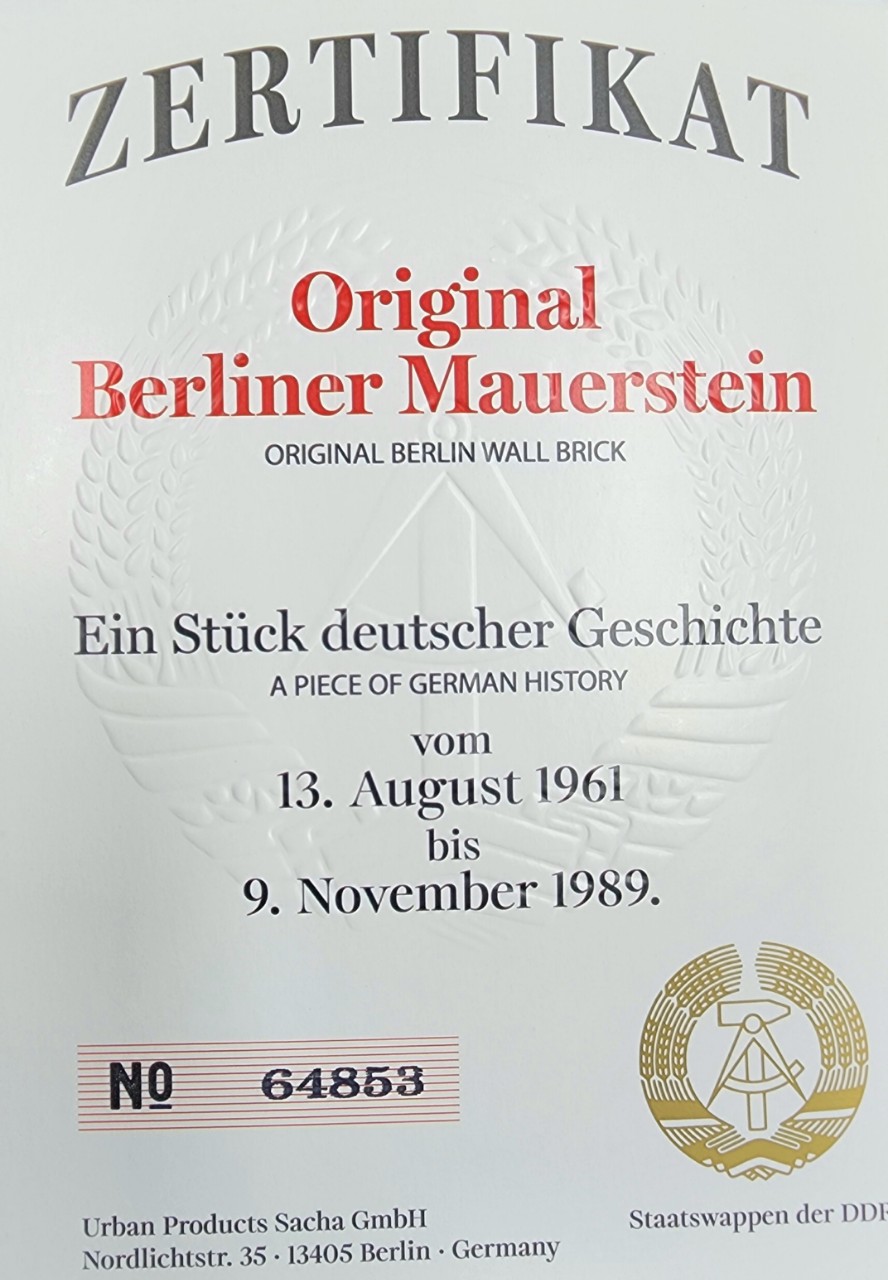 ZERTIFIKAT
Original
Berliner Mauerstein
ORIGINAL BERLIN WALL BRICK
Ein Stück deutscher Geschichte
A PIECE OF GERMAN HISTORY
vom
13. August 1961
bis
9. November 1989.
Nº 64853
Urban Products Sacha GmbH
Nordlichtstr. 35 · 13405 Berlin · Germany
Staatswappen der DDR